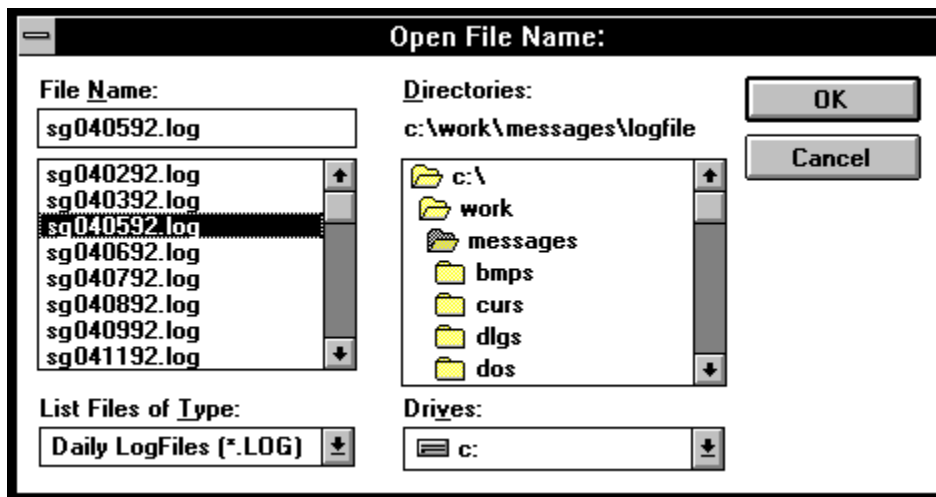 Open File Name:
File Name:
sg040592.log
sg040292.log
sg040392.log
sg040592.log
sg040692.log
sg040792.log
sg040892.log
sg040992.log
sg041192.log
List Files of Type:
Daily LogFiles (*.LOG)
Directories:
c:\work\messages\logfile
c:\
work
messages
bmps
curs
dlgs
dos
Drives:
c:
OK
Cancel